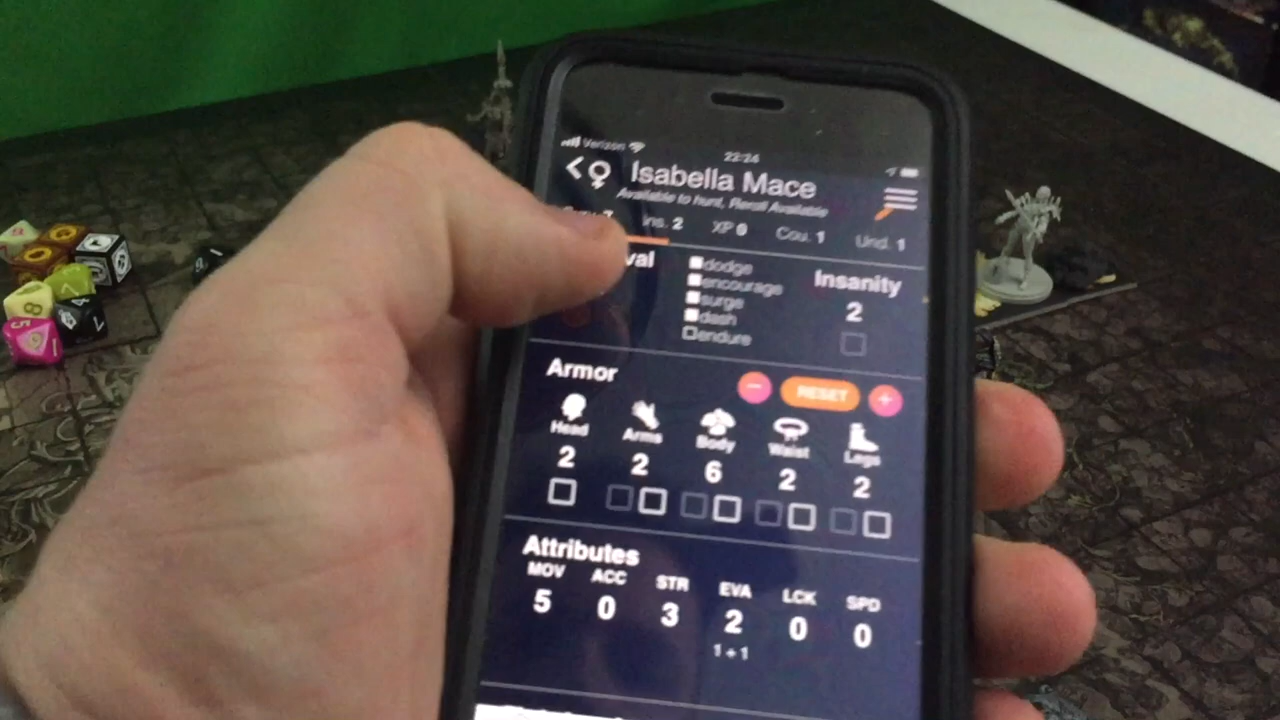 Verizon
22:24
Isabella Mace
Available to hunt, Reroll Available
Ins. 2 XP 0 Cou. 1 Und. 1
val
dodge
encourage
surge
dash
endure
Insanity
2
Armor
− RESET +
Head Arms Body Waist Legs
2 2 6 2 2
Attributes
MOV ACC STR EVA LCK SPD
5 0 3 2 0 0
1 + 1
8